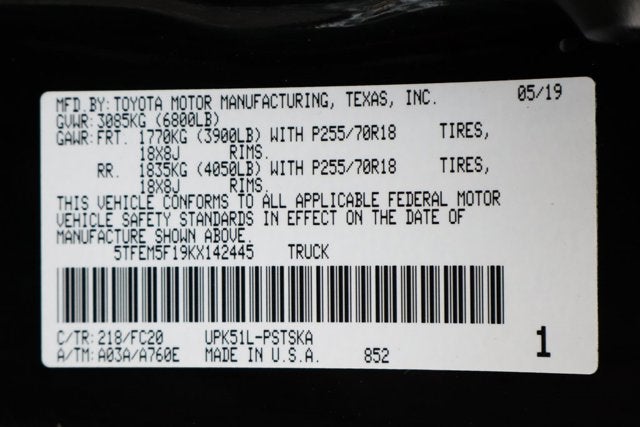 MFD. BY: TOYOTA MOTOR MANUFACTURING, TEXAS, INC. 05/19
GVWR: 3085KG (6800LB)
GAWR: FRT. 1770KG (3900LB) WITH P255/70R18 TIRES,
18X8J RIMS.
RR. 1835KG (4050LB) WITH P255/70R18 TIRES,
18X8J RIMS.
THIS VEHICLE CONFORMS TO ALL APPLICABLE FEDERAL MOTOR
VEHICLE SAFETY STANDARDS IN EFFECT ON THE DATE OF
MANUFACTURE SHOWN ABOVE.
5TFEM5F19KX142445 TRUCK
C/TR: 218/FC20 UPK51L-PSTSKA
A/TM: A03A/A760E MADE IN U.S.A. 852 1